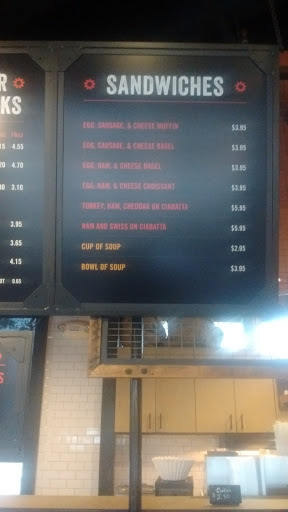 SANDWICHES
EGG, SAUSAGE, & CHEESE MUFFIN $3.95
EGG, SAUSAGE, & CHEESE BAGEL $3.95
EGG, HAM, & CHEESE BAGEL $3.95
EGG, HAM, & CHEESE CROISSANT $3.95
TURKEY, HAM, CHEDDAR ON CIABATTA $5.95
HAM AND SWISS ON CIABATTA $5.95
CUP OF SOUP $2.95
BOWL OF SOUP $3.95
R
KS
4.55
4.70
3.10
3.95
3.65
4.15
0.65
S